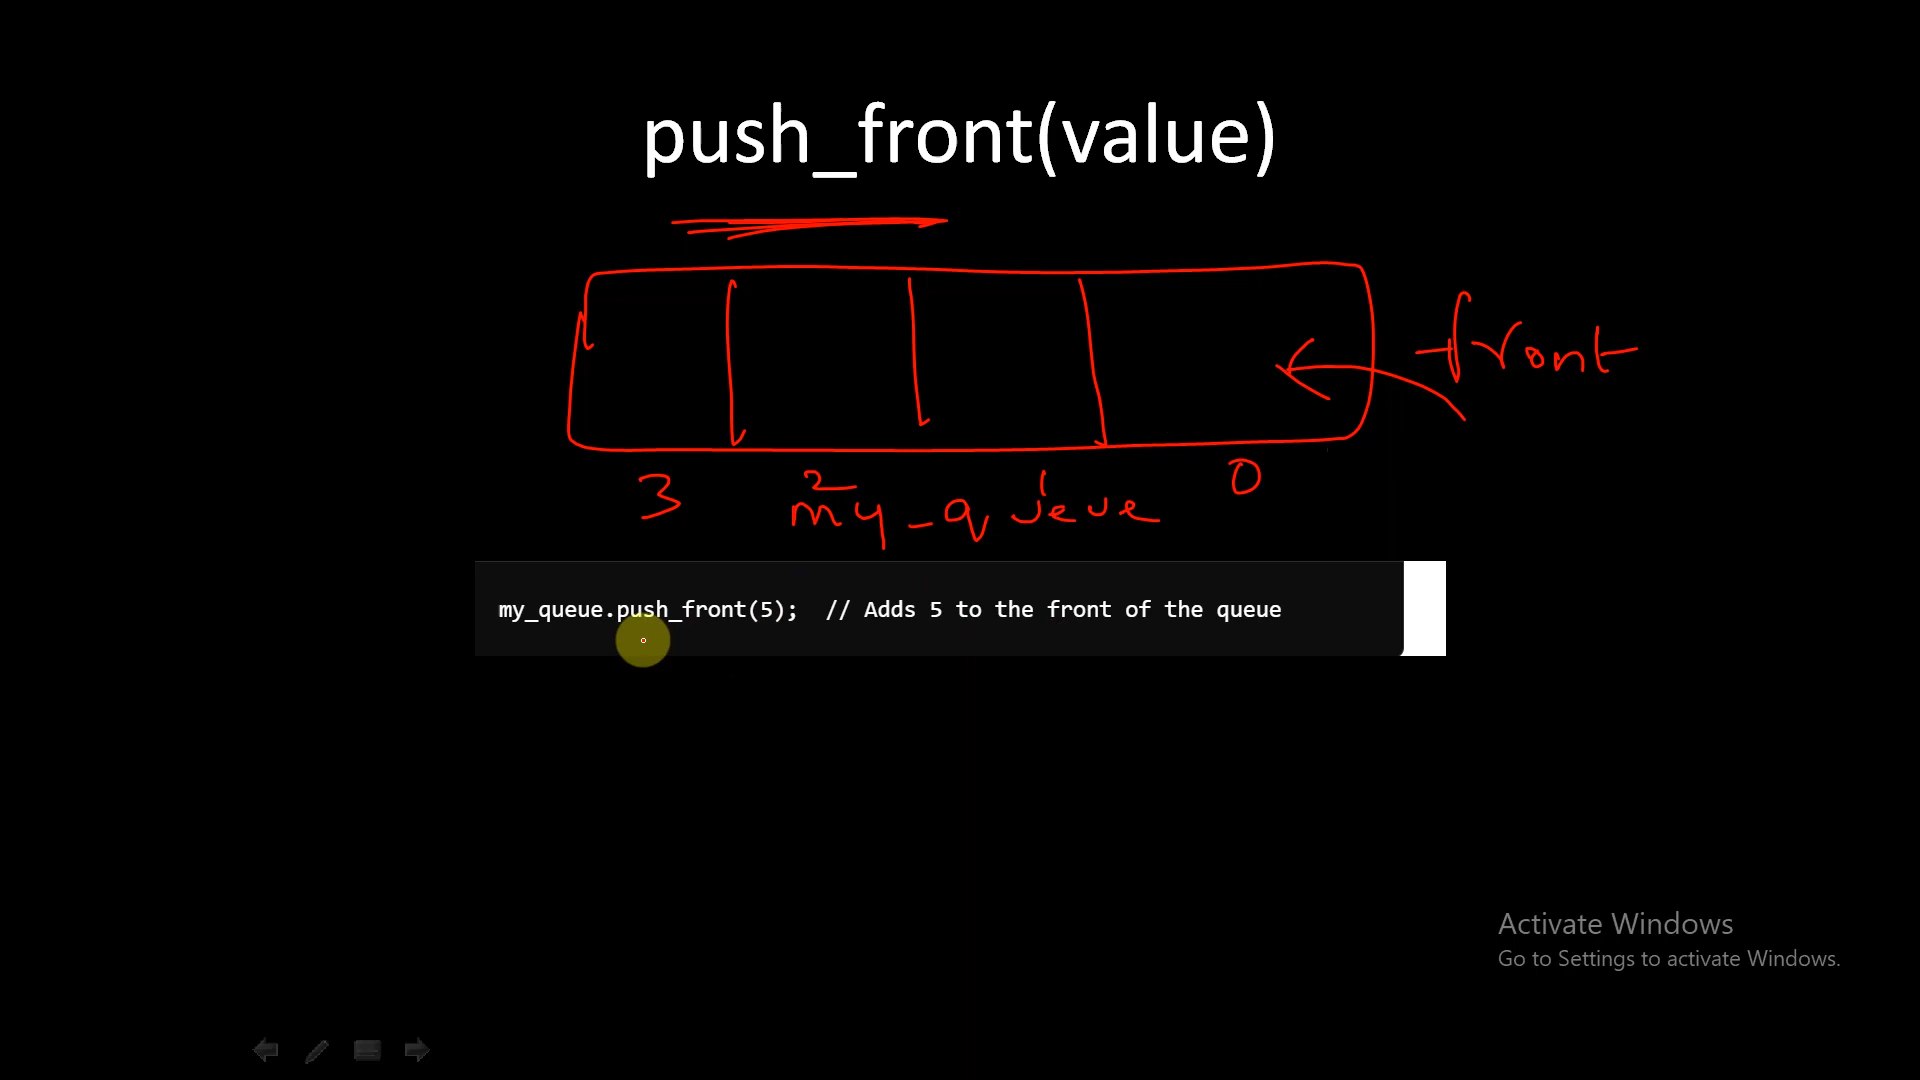 push_front(value)
front
3 2 1 0
my_queue
my_queue.push_front(5);  // Adds 5 to the front of the queue
Activate Windows
Go to Settings to activate Windows.